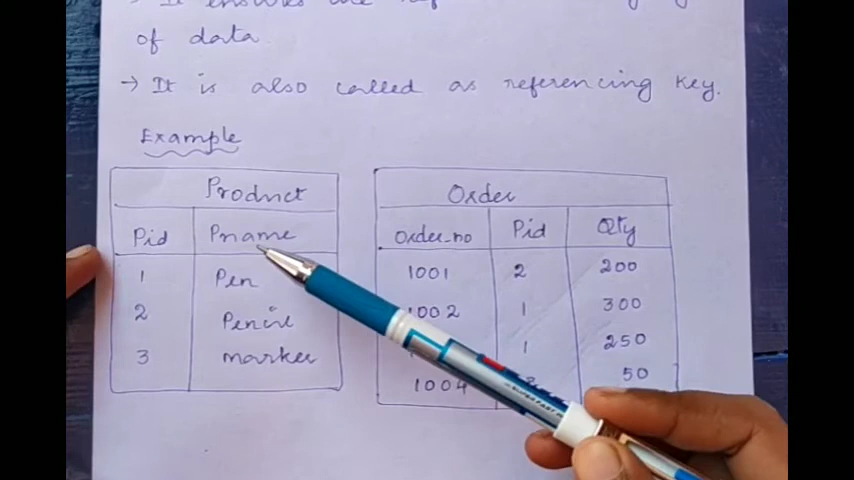 of data.
→ It is also called as referencing key.
Example
Product
Pid Pname
1 Pen
2 Pencil
3 marker
Order
Order_no Pid Qty
1001 2 200
1002 1 300
1 250
1004 50